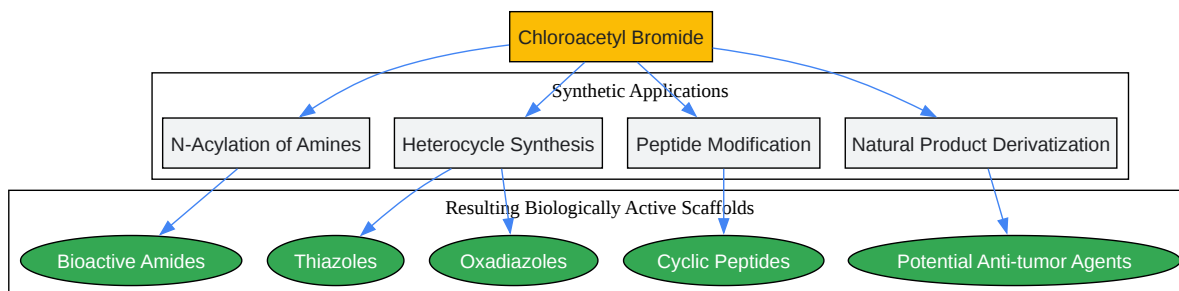 Chloroacetyl Bromide
Synthetic Applications
N-Acylation of Amines
Heterocycle Synthesis
Peptide Modification
Natural Product Derivatization
Resulting Biologically Active Scaffolds
Bioactive Amides
Thiazoles
Oxadiazoles
Cyclic Peptides
Potential Anti-tumor Agents